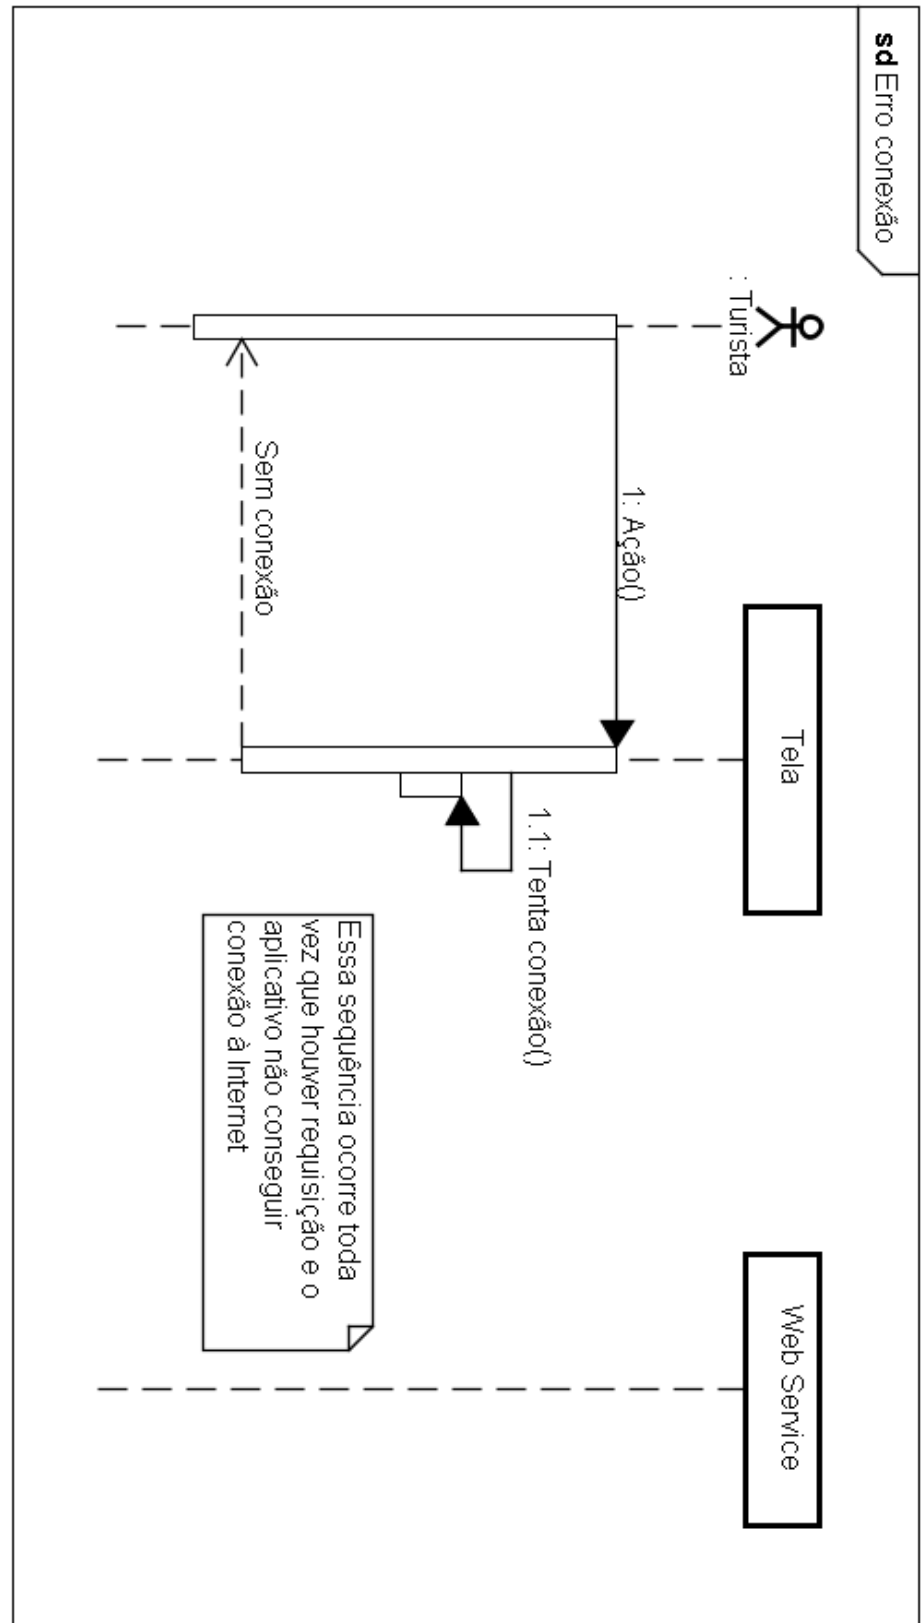 sd Erro conexão
: Turista
Tela
Web Service
1: Ação()
1.1: Tenta conexão()
Essa sequência ocorre toda
vez que houver requisição e o
aplicativo não conseguir
conexão à Internet
Sem conexão